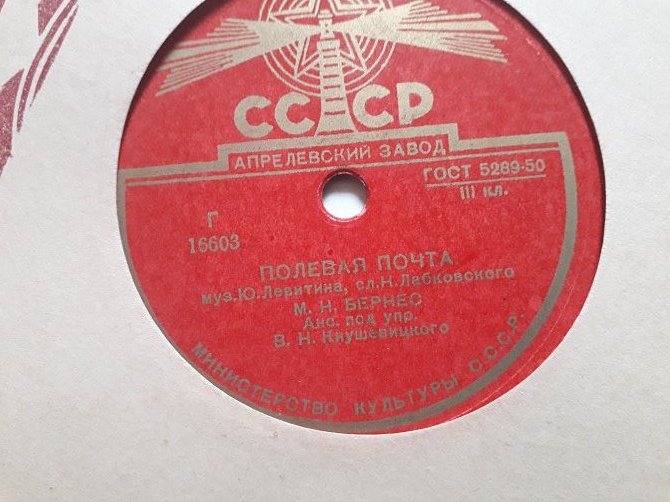 СССР
АПРЕЛЕВСКИЙ ЗАВОД
ГОСТ 5289-50
III кл.
Г
16603
ПОЛЕВАЯ ПОЧТА
муз.Ю.Левитина, сл.Н.Лабковского
М. Н. БЕРНЕС
Анс. под упр.
В. Н. Кнушевицкого
МИНИСТЕРСТВО КУЛЬТУРЫ С.С.С.Р.